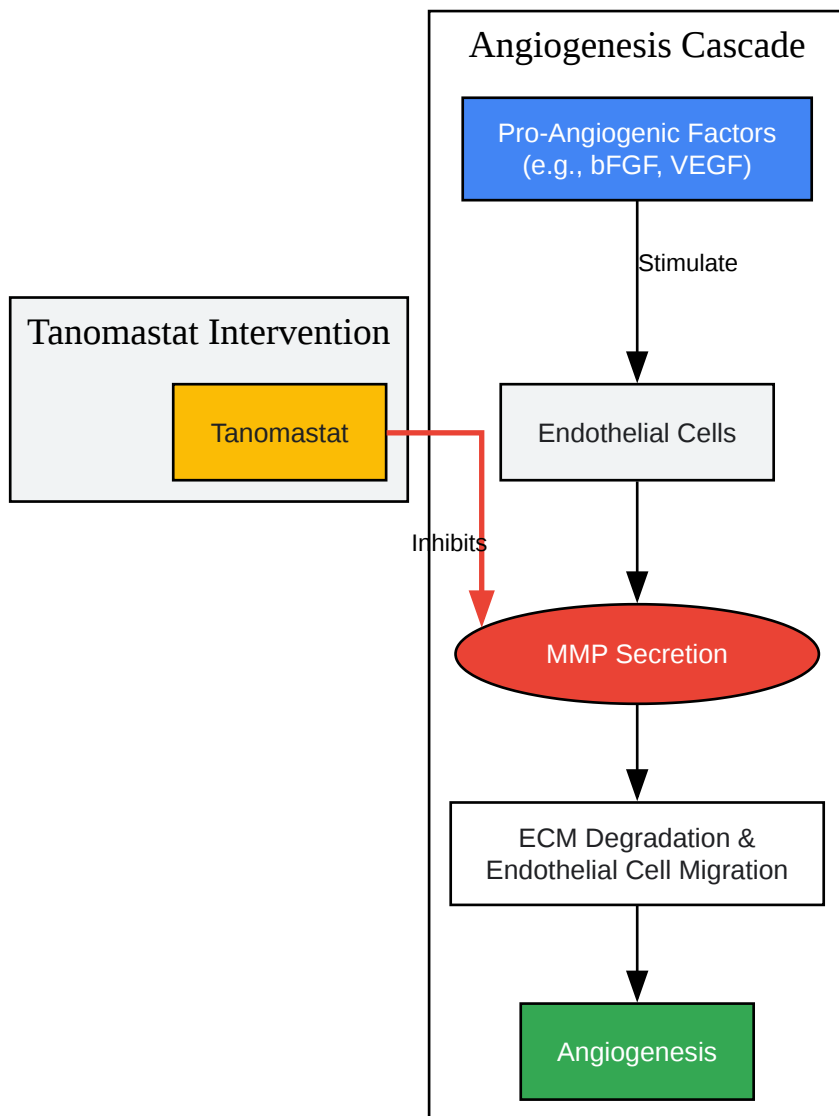 Angiogenesis Cascade
Pro-Angiogenic Factors
(e.g., bFGF, VEGF)
Stimulate
Tanomastat Intervention
Tanomastat
Endothelial Cells
Inhibits
MMP Secretion
ECM Degradation &
Endothelial Cell Migration
Angiogenesis